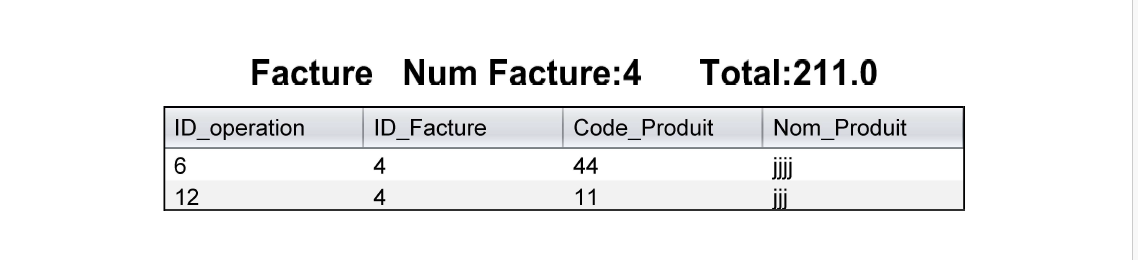 Facture Num Facture:4 Total:211.0
ID_operation ID_Facture Code_Produit Nom_Produit
6 4 44 jjjj
12 4 11 jjj